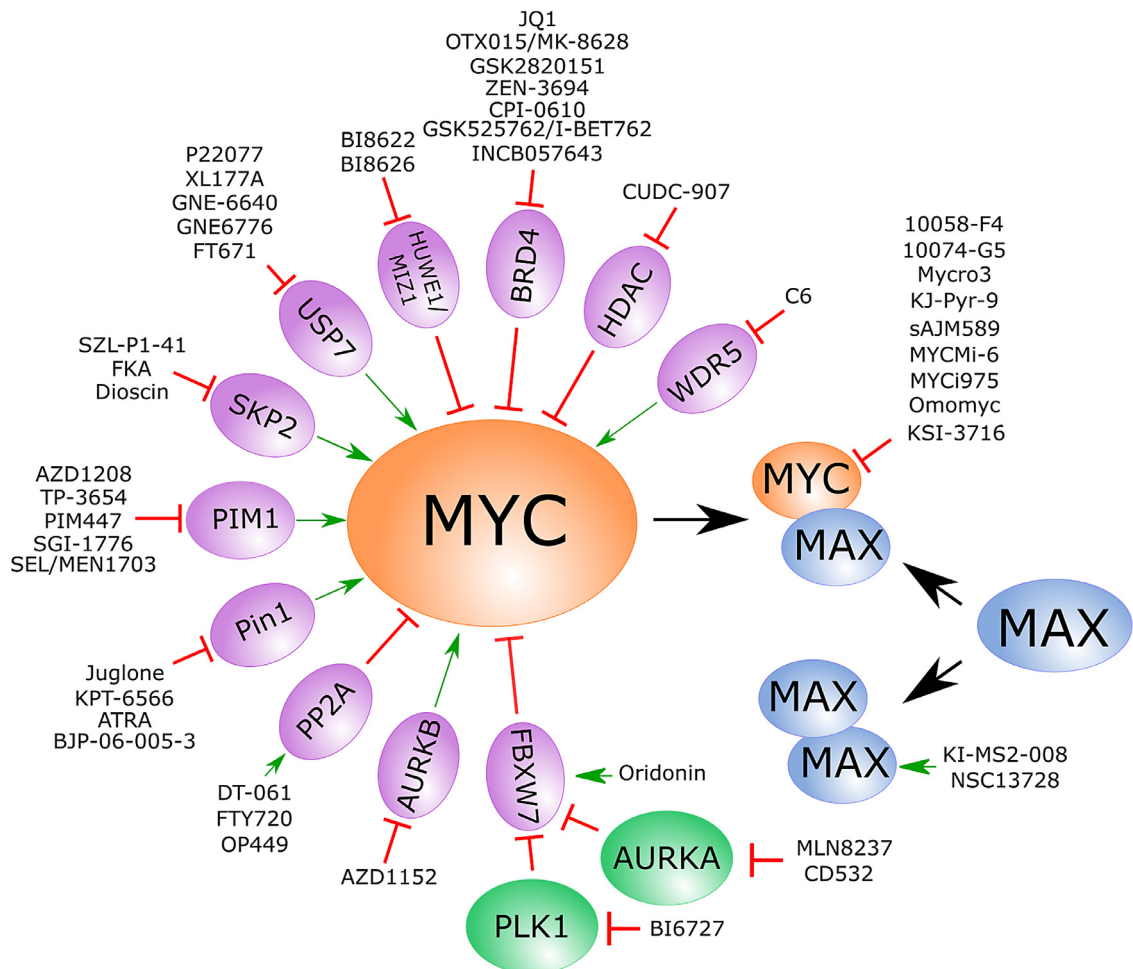 JQ1
OTX015/MK-8628
GSK2820151
ZEN-3694
CPI-0610
GSK525762/I-BET762
INCB057643
BI8622
BI8626
P22077
XL177A
GNE-6640
GNE6776
FT671
CUDC-907
C6
10058-F4
10074-G5
Mycro3
KJ-Pyr-9
sAJM589
MYCMi-6
MYCi975
Omomyc
KSI-3716
HUWE1/
MIZ1
BRD4
HDAC
WDR5
USP7
SZL-P1-41
FKA
Dioscin
SKP2
AZD1208
TP-3654
PIM447
SGI-1776
SEL/MEN1703
PIM1
MYC
MYC
MAX
MAX
MAX
MAX
KI-MS2-008
NSC13728
Pin1
Juglone
KPT-6566
ATRA
BJP-06-005-3
PP2A
DT-061
FTY720
OP449
AURKB
AZD1152
FBXW7
Oridonin
AURKA
MLN8237
CD532
PLK1
BI6727